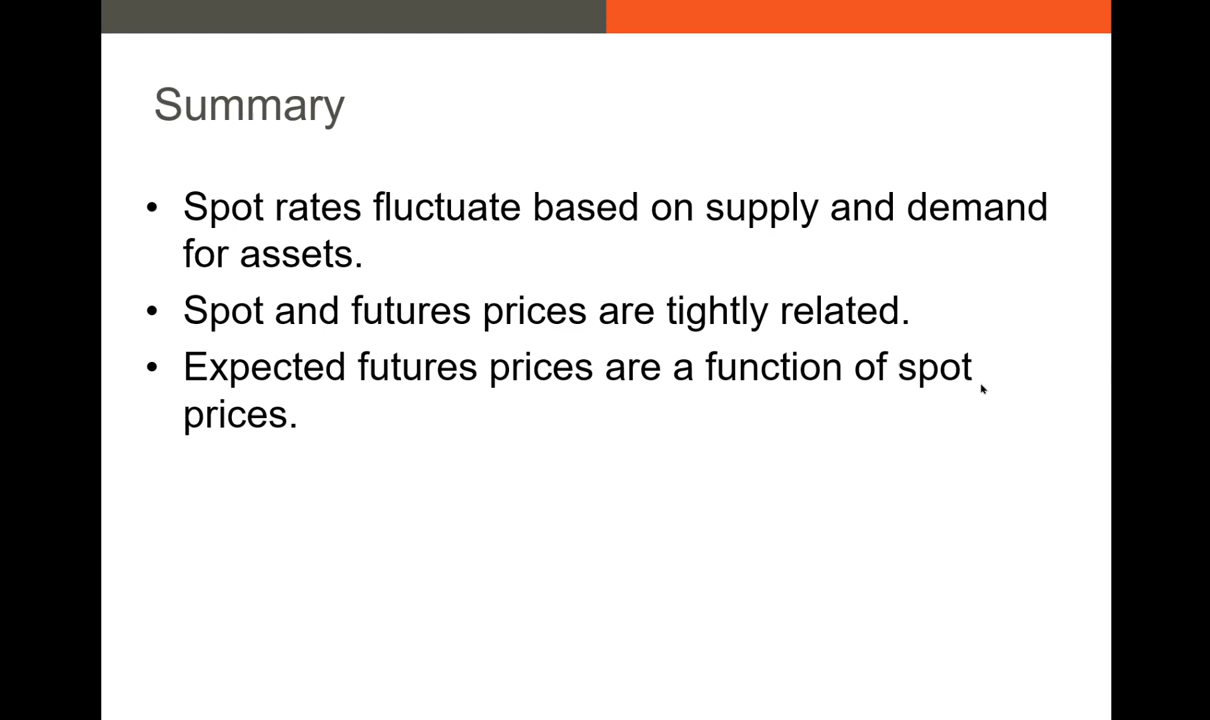 Summary
• Spot rates fluctuate based on supply and demand
for assets.
• Spot and futures prices are tightly related.
• Expected futures prices are a function of spot
prices.